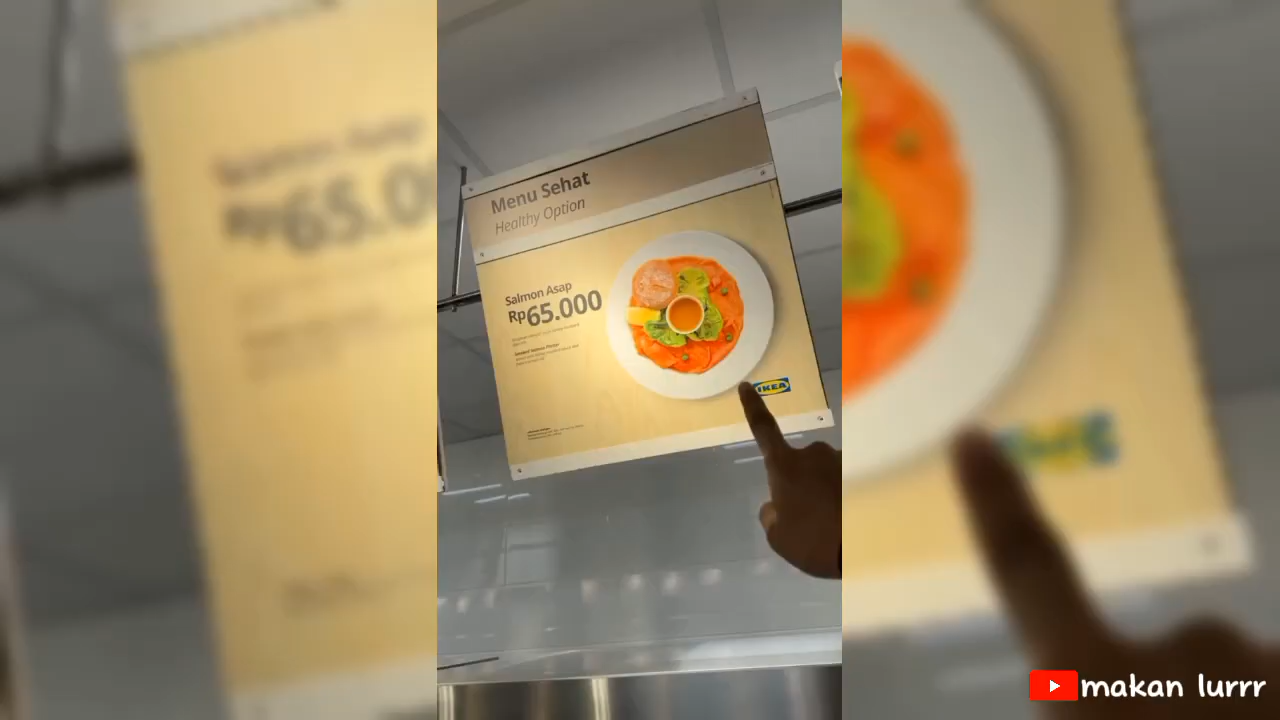 Menu Sehat
Healthy Option
Salmon Asap
Rp65.000
IKEA
makan lurrr